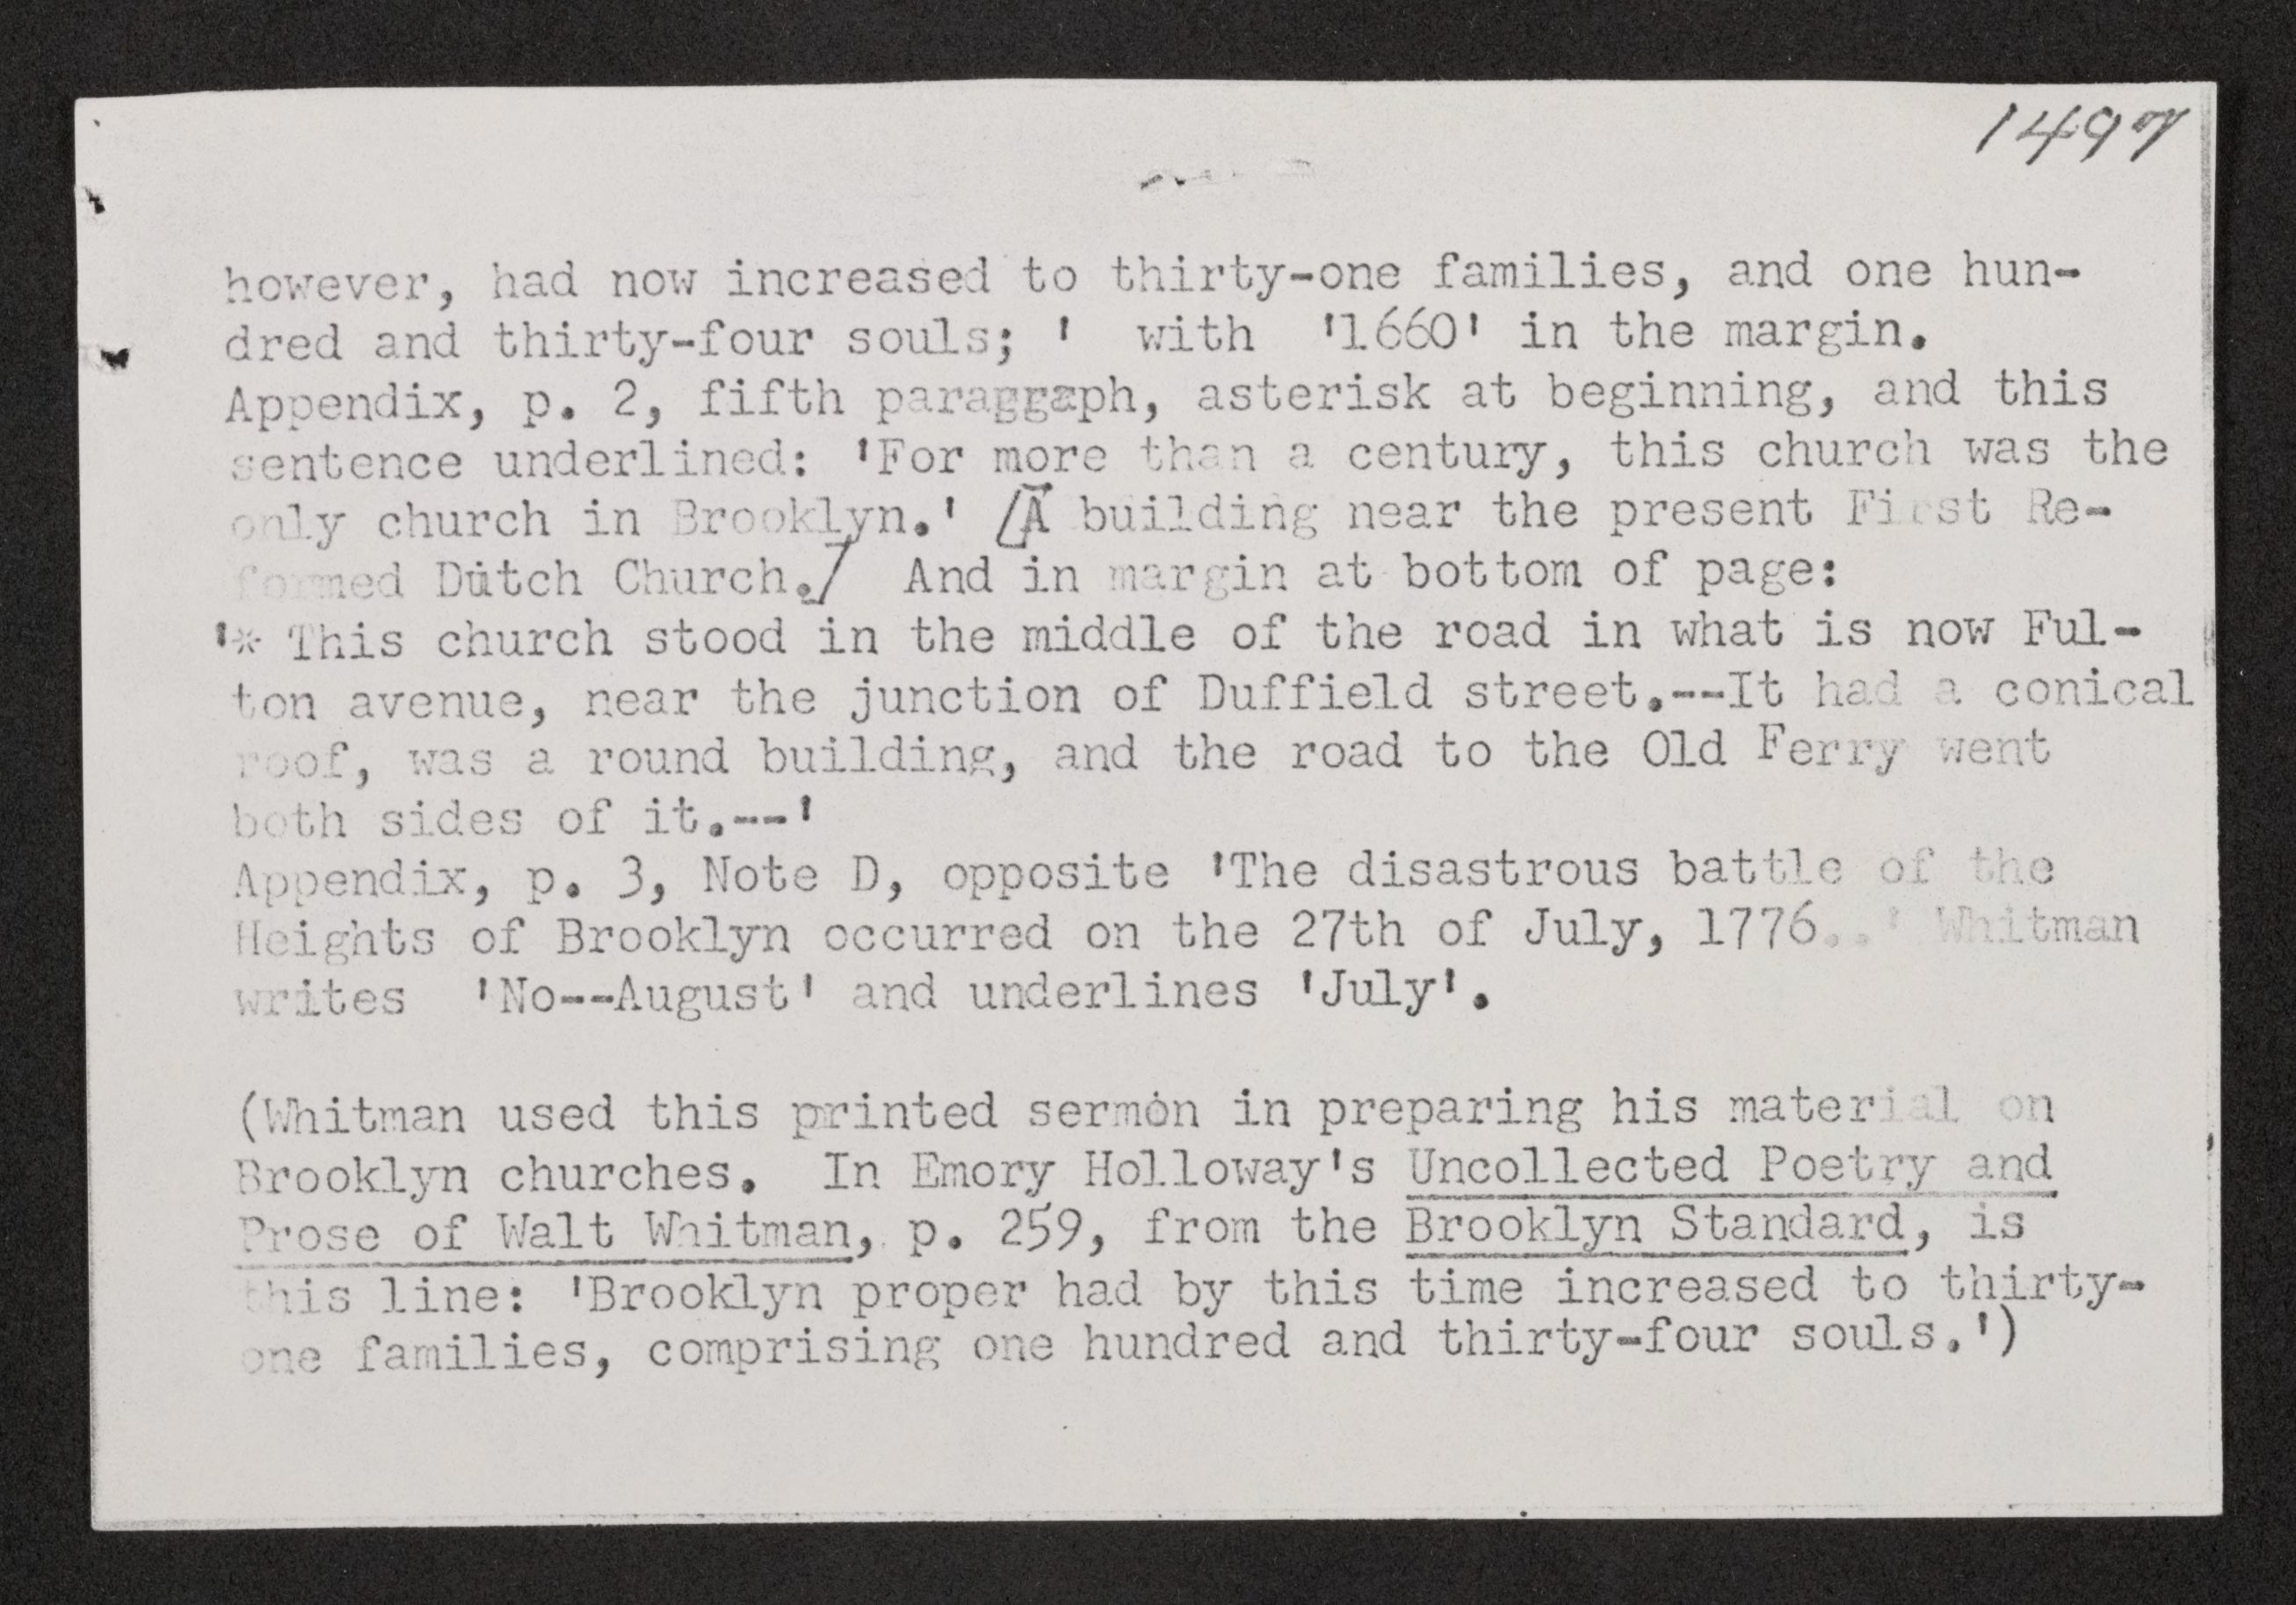 1497
however, had now increased to thirty-one families, and one hun-
dred and thirty-four souls; ' with '1660' in the margin.
Appendix, p. 2, fifth paraggraph, asterisk at beginning, and this
sentence underlined: 'For more than a century, this church was the
only church in Brooklyn.' [A building near the present First Re-
formed Dutch Church.] And in margin at bottom of page:
'* This church stood in the middle of the road in what is now Ful-
ton avenue, near the junction of Duffield street.--It had a conical
roof, was a round building, and the road to the Old Ferry went
both sides of it.--'
Appendix, p. 3, Note D, opposite 'The disastrous battle of the
Heights of Brooklyn occurred on the 27th of July, 1776..' Whitman
writes 'No--August' and underlines 'July'.
(Whitman used this printed sermon in preparing his material on
Brooklyn churches. In Emory Holloway's Uncollected Poetry and
Prose of Walt Whitman, p. 259, from the Brooklyn Standard, is
this line: 'Brooklyn proper had by this time increased to thirty-
one families, comprising one hundred and thirty-four souls.')